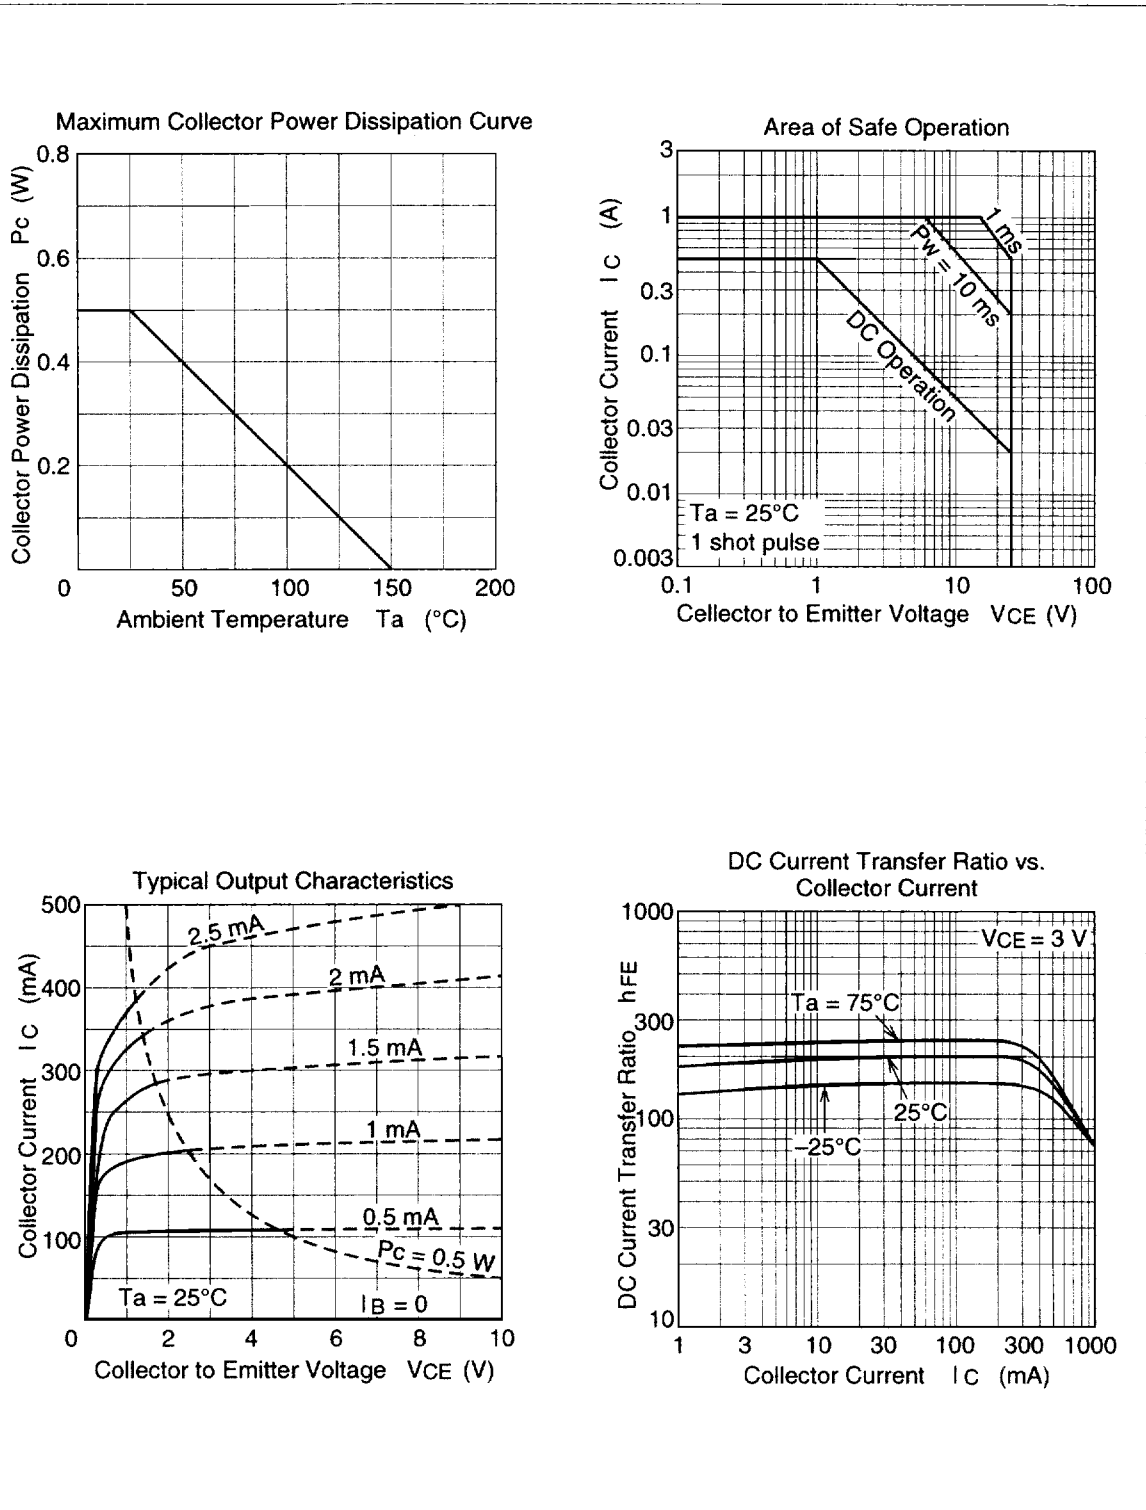 Maximum Collector Power Dissipation Curve
Collector Power Dissipation Pc (W)
0.8
0.6
0.4
0.2
0 50 100 150 200
Ambient Temperature Ta (°C)
Area of Safe Operation
Collector Current IC (A)
3
1
0.3
0.1
0.03
0.01
0.003
1 ms
PW = 10 ms
DC Operation
Ta = 25°C
1 shot pulse
0.1 1 10 100
Cellector to Emitter Voltage VCE (V)
Typical Output Characteristics
Collector Current IC (mA)
500
400
300
200
100
2.5 mA
2 mA
1.5 mA
1 mA
0.5 mA
Pc = 0.5 W
Ta = 25°C
IB = 0
0 2 4 6 8 10
Collector to Emitter Voltage VCE (V)
DC Current Transfer Ratio vs.
Collector Current
DC Current Transfer Ratio hFE
1000
300
100
30
10
VCE = 3 V
Ta = 75°C
25°C
–25°C
1 3 10 30 100 300 1000
Collector Current IC (mA)